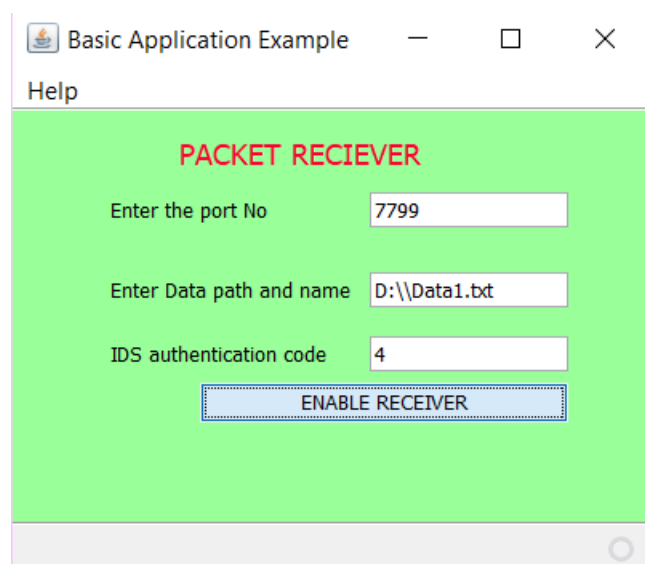 Basic Application Example
Help
PACKET RECIEVER
Enter the port No 7799
Enter Data path and name D:\\Data1.txt
IDS authentication code 4
ENABLE RECEIVER